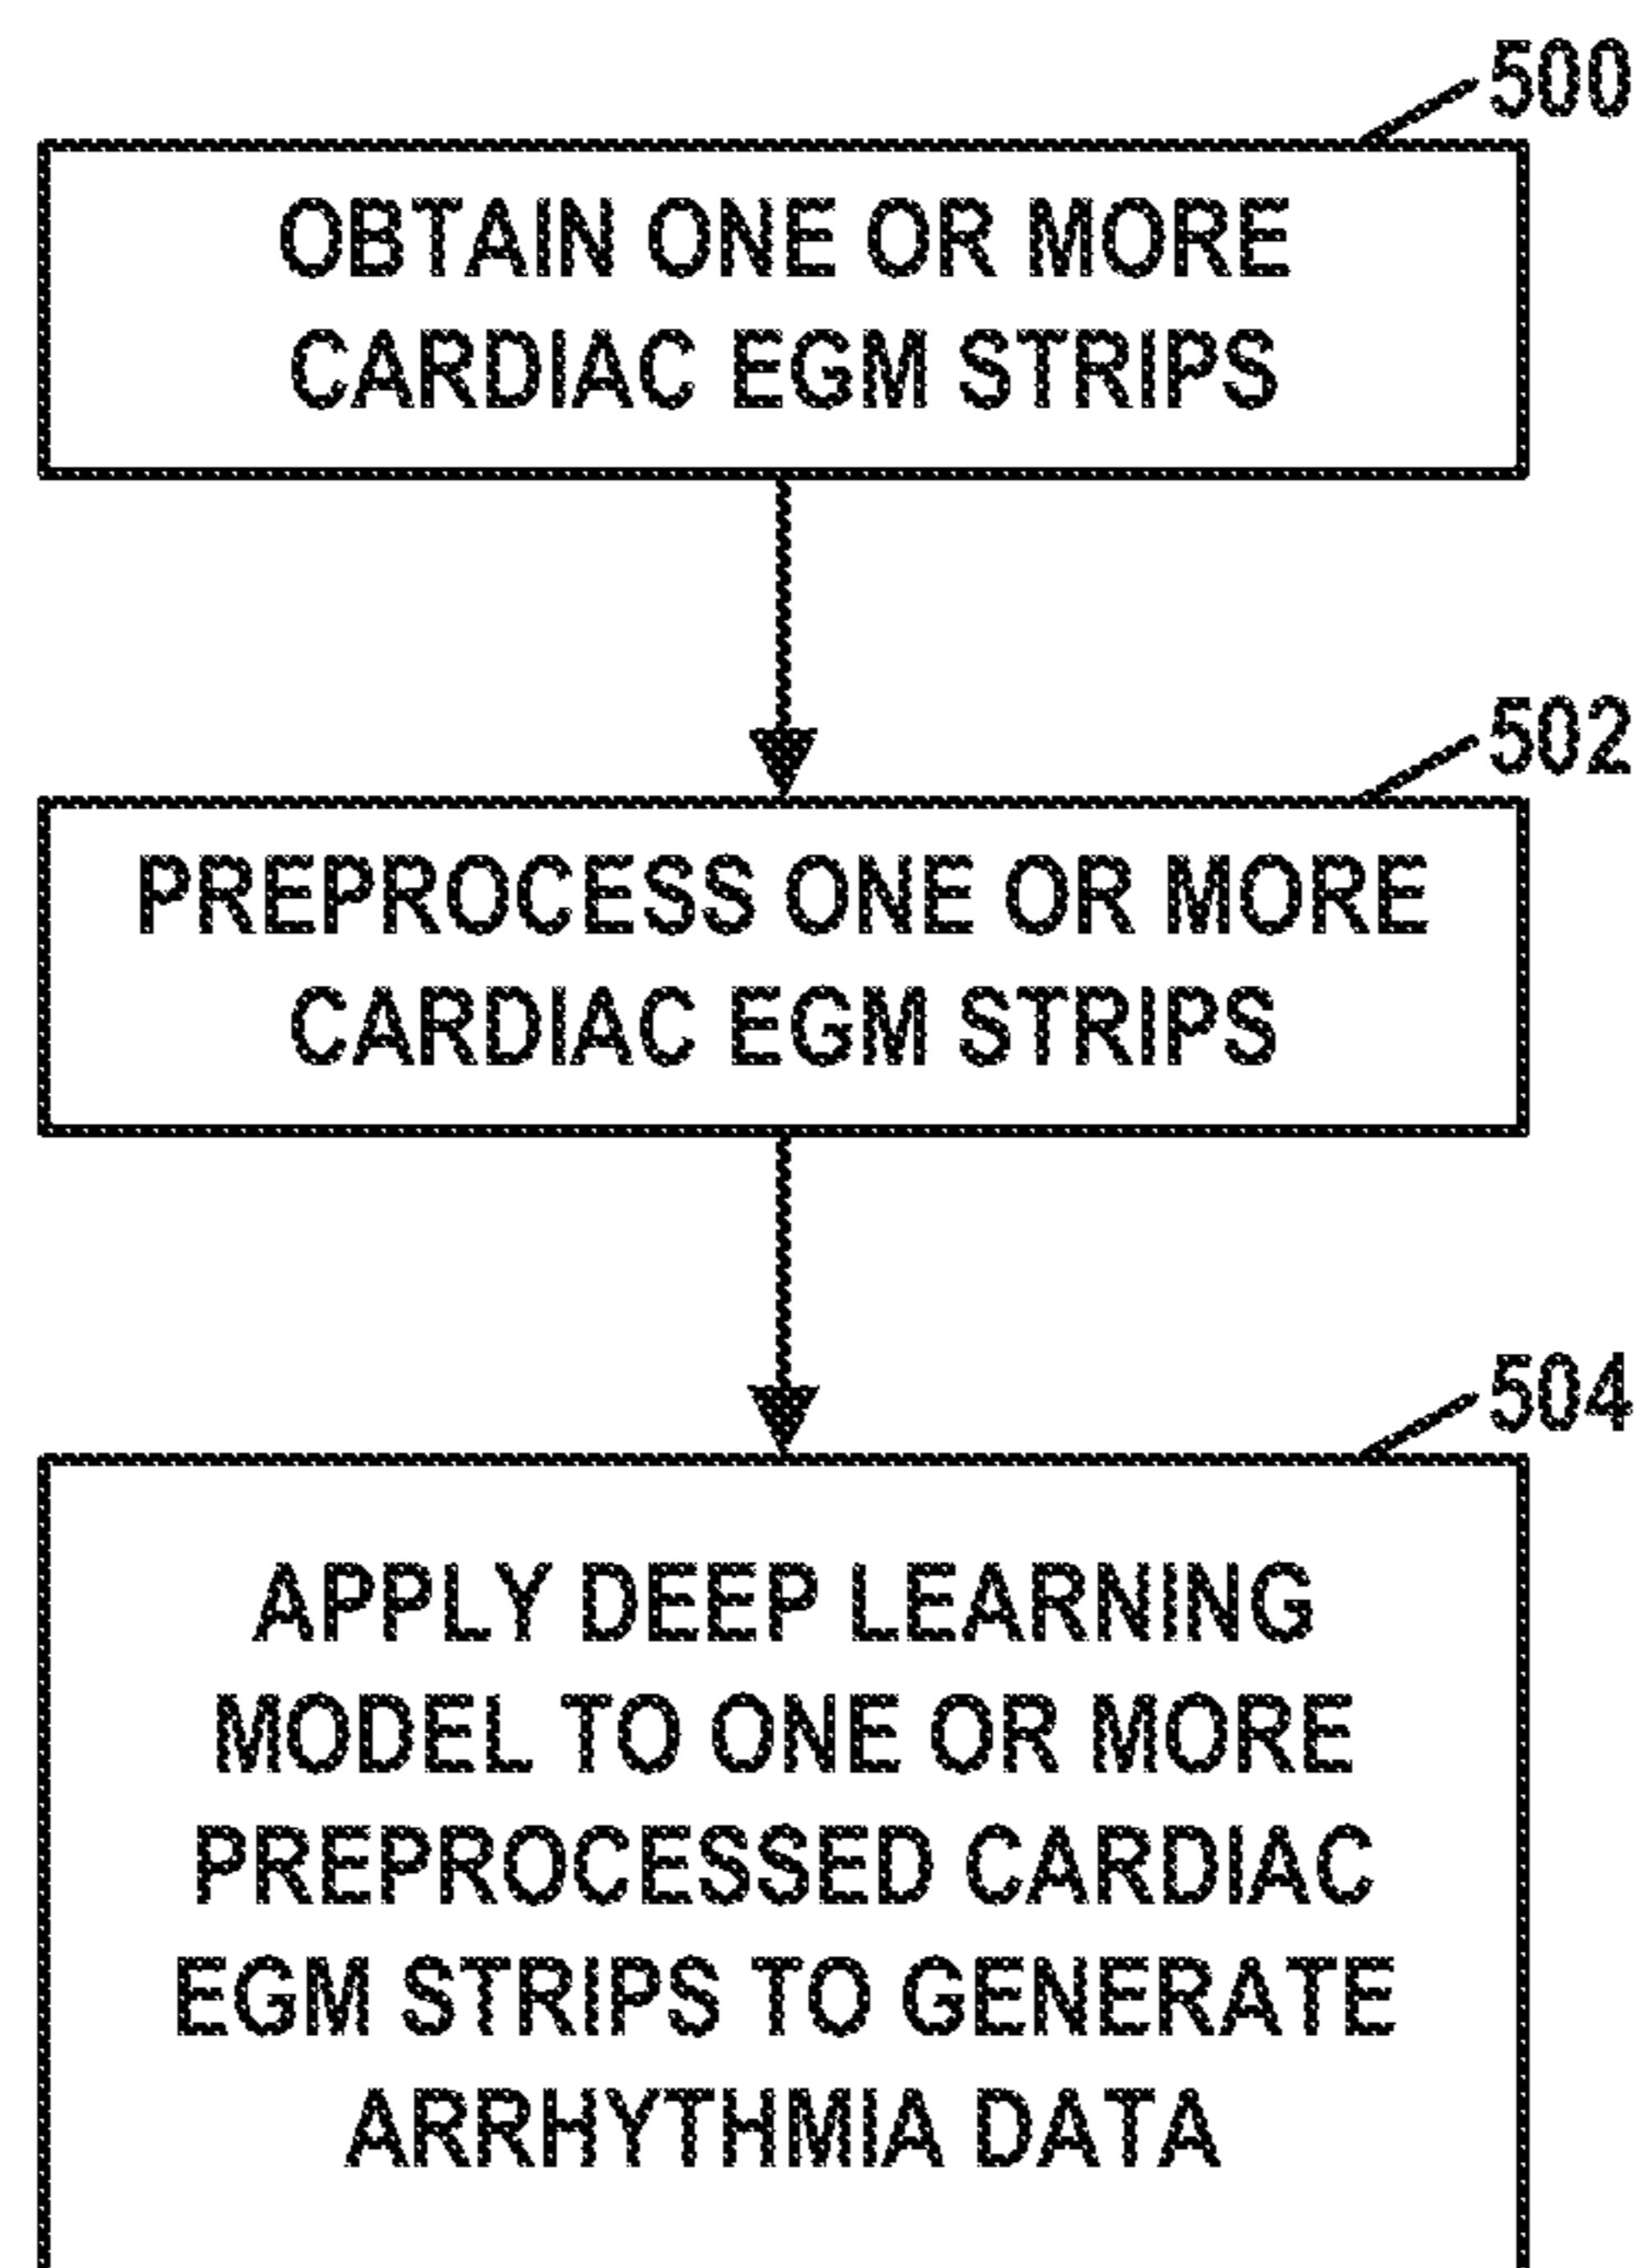 500
OBTAIN ONE OR MORE
CARDIAC EGM STRIPS
502
PREPROCESS ONE OR MORE
CARDIAC EGM STRIPS
504
APPLY DEEP LEARNING
MODEL TO ONE OR MORE
PREPROCESSED CARDIAC
EGM STRIPS TO GENERATE
ARRHYTHMIA DATA